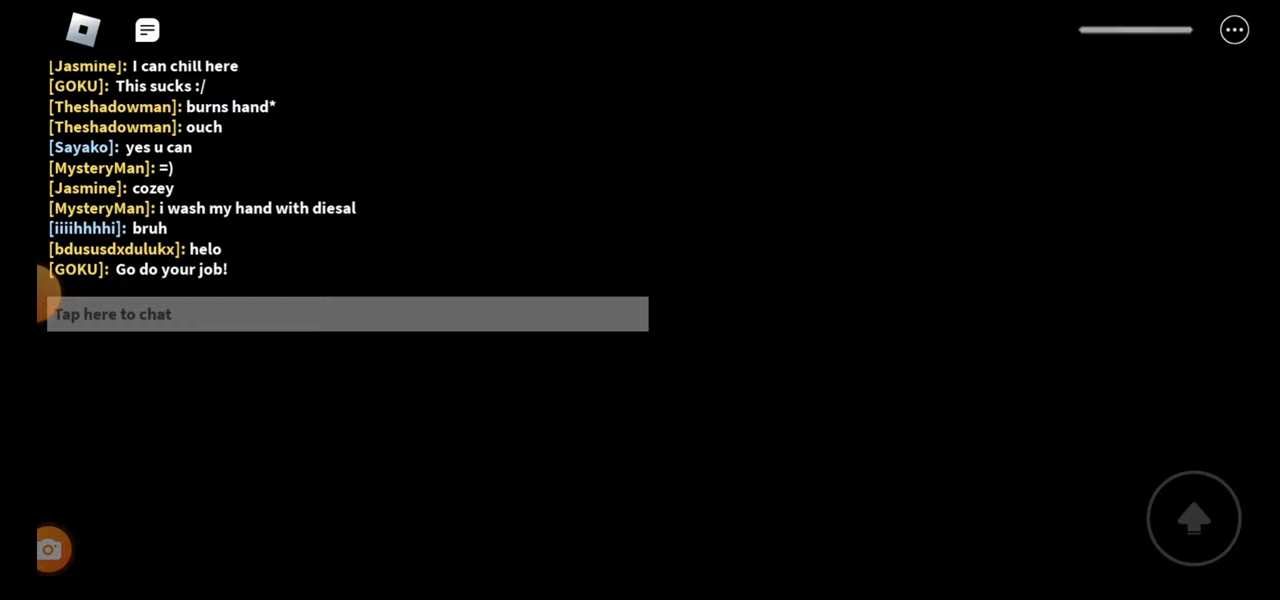 [Jasmine]: I can chill here
[GOKU]: This sucks :/
[Theshadowman]: burns hand*
[Theshadowman]: ouch
[Sayako]: yes u can
[MysteryMan]: =)
[Jasmine]: cozey
[MysteryMan]: i wash my hand with diesal
[iiiihhhhi]: bruh
[bdususdxdulukx]: helo
[GOKU]: Go do your job!
Tap here to chat